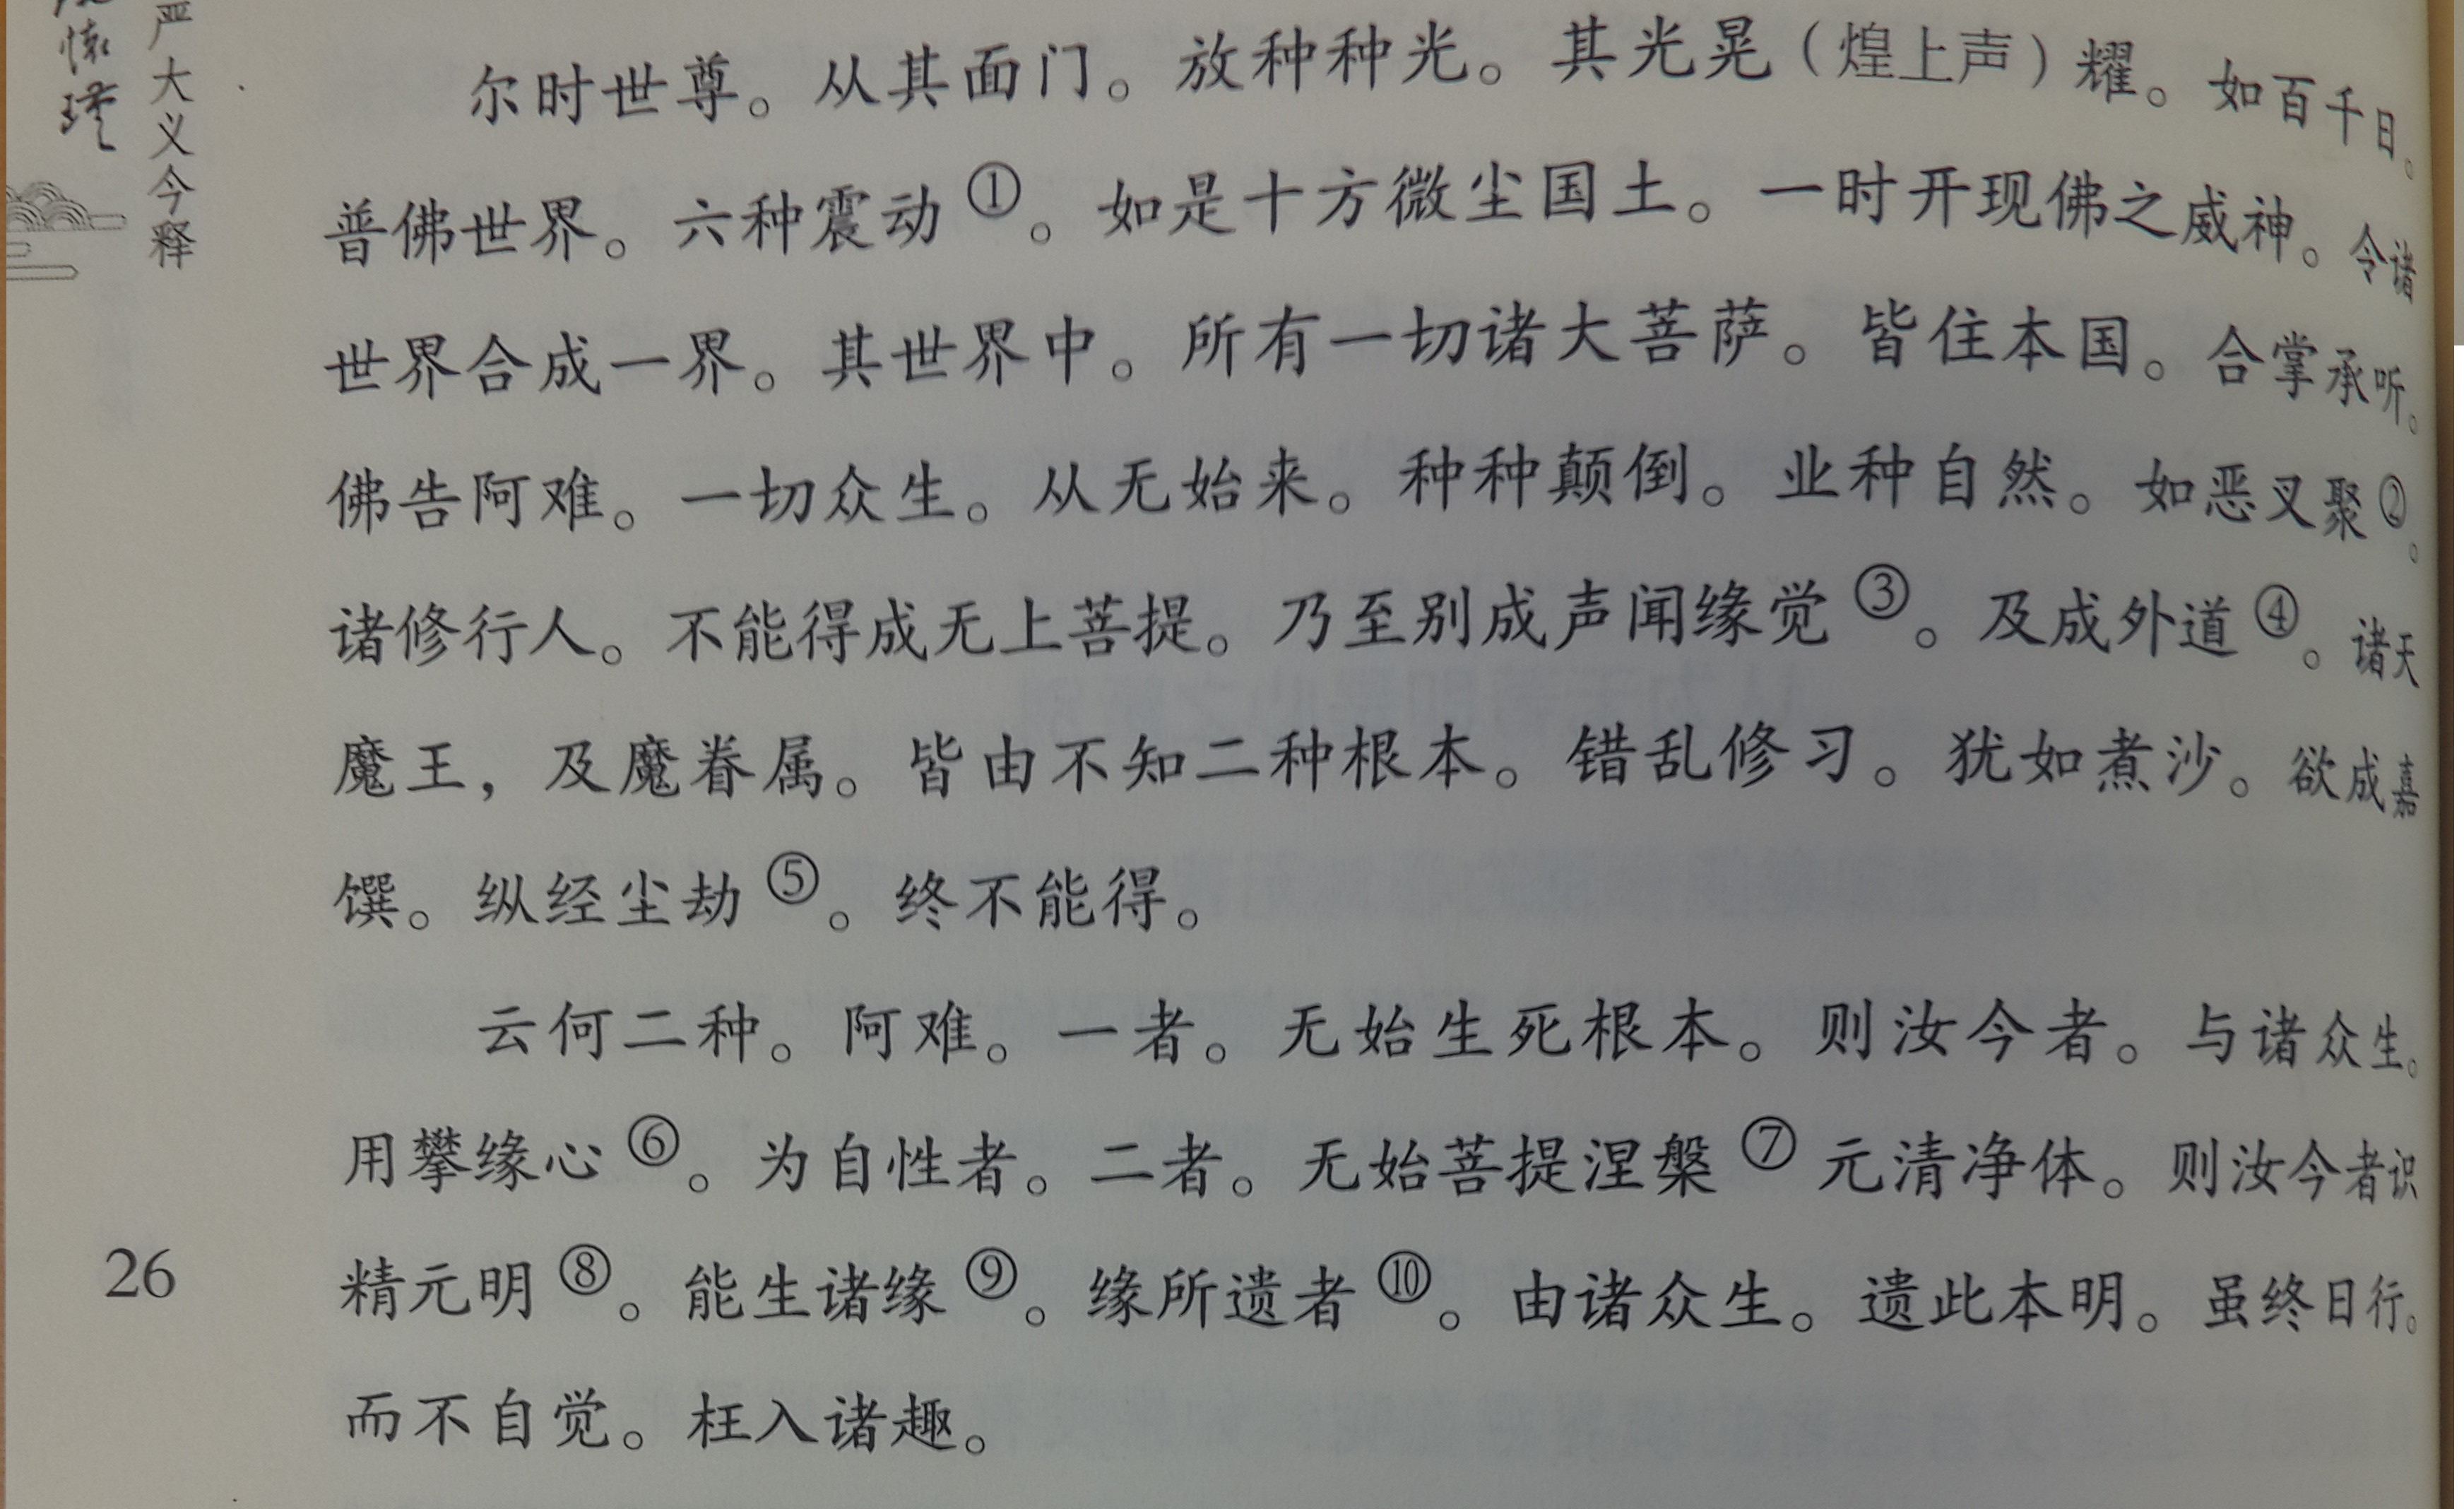 严大义今释
怀瑾
尔时世尊。从其面门。放种种光。其光晃（煌上声）耀。如百千日。
普佛世界。六种震动①。如是十方微尘国土。一时开现佛之威神。令诸
世界合成一界。其世界中。所有一切诸大菩萨。皆住本国。合掌承听。
佛告阿难。一切众生。从无始来。种种颠倒。业种自然。如恶叉聚②。
诸修行人。不能得成无上菩提。乃至别成声闻缘觉③。及成外道④。诸天
魔王，及魔眷属。皆由不知二种根本。错乱修习。犹如煮沙。欲成嘉
馔。纵经尘劫⑤。终不能得。
云何二种。阿难。一者。无始生死根本。则汝今者。与诸众生。
用攀缘心⑥。为自性者。二者。无始菩提涅槃⑦元清净体。则汝今者识
精元明⑧。能生诸缘⑨。缘所遗者⑩。由诸众生。遗此本明。虽终日行。
而不自觉。枉入诸趣。
26